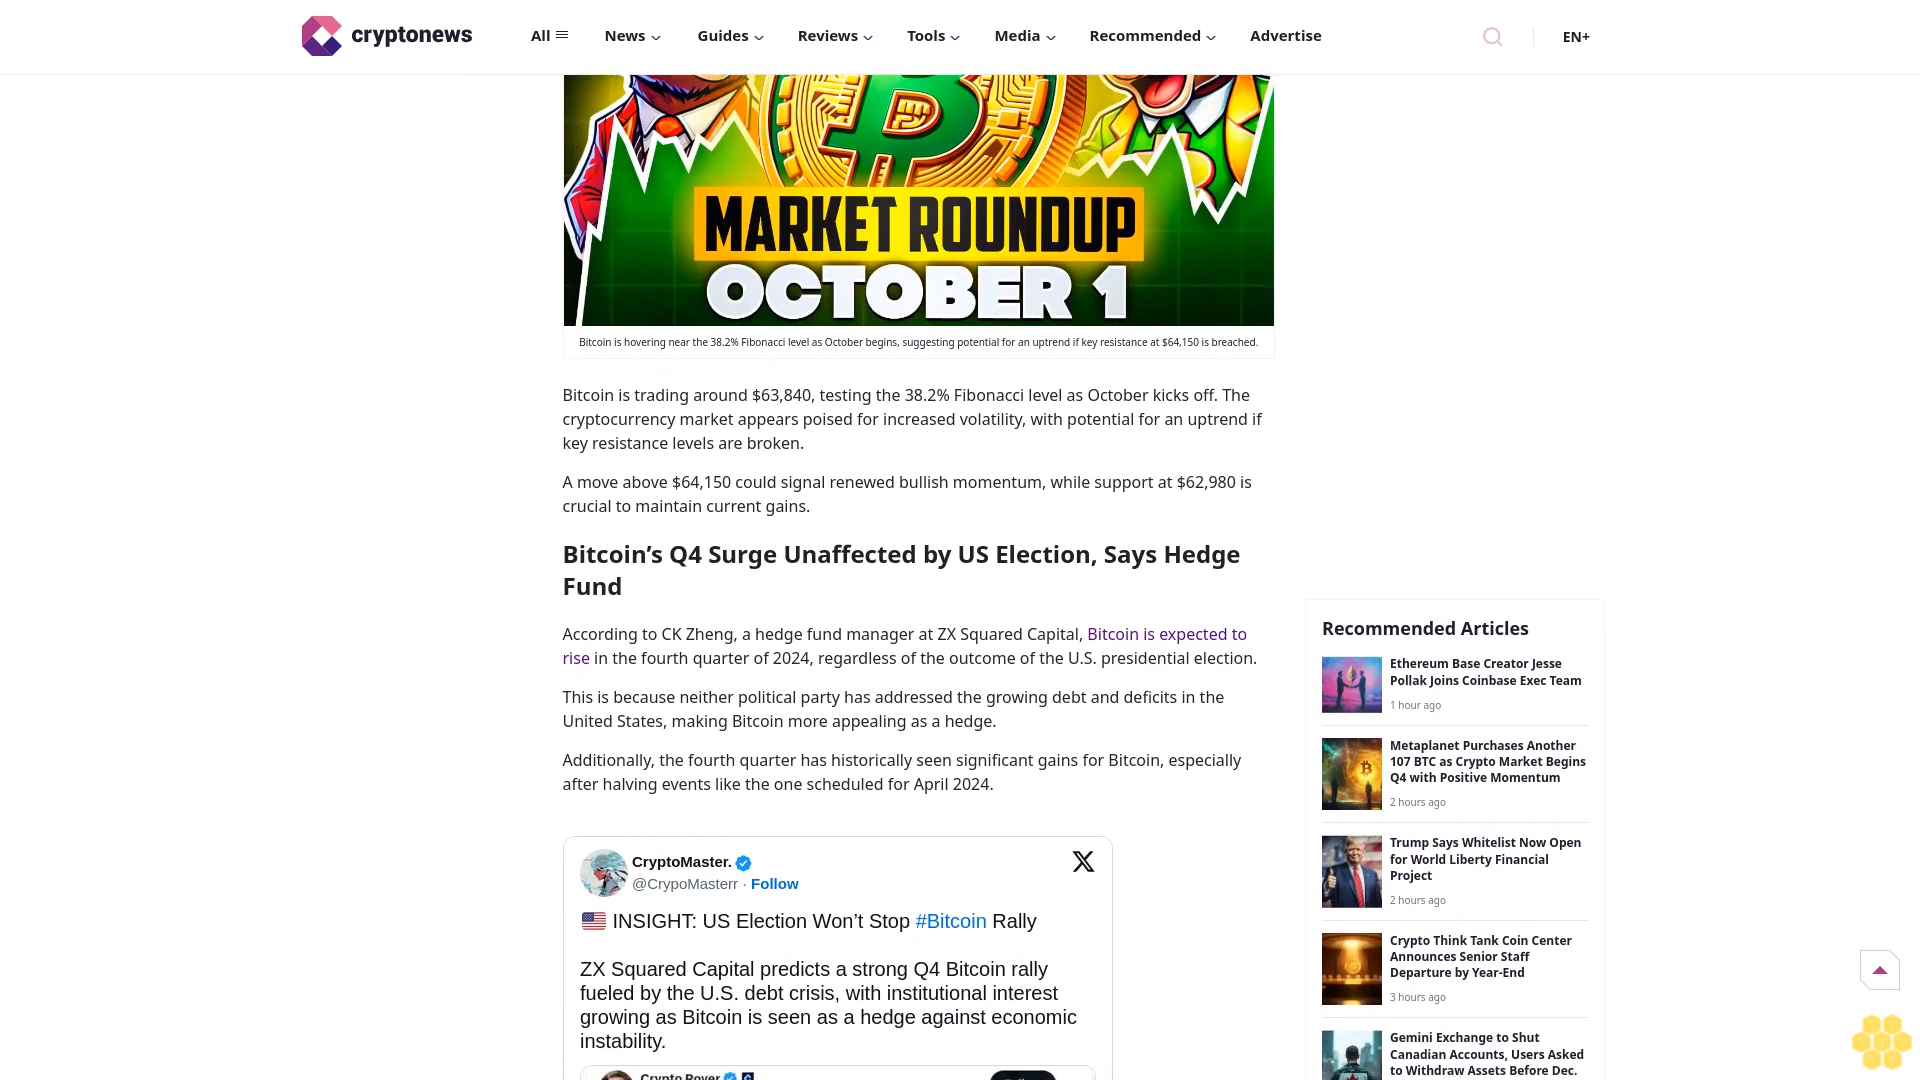 cryptonews
All
News
Guides
Reviews
Tools
Media
Recommended
Advertise
EN+
MARKET ROUNDUP
OCTOBER 1
Bitcoin is hovering near the 38.2% Fibonacci level as October begins, suggesting potential for an uptrend if key resistance at $64,150 is breached.
Bitcoin is trading around $63,840, testing the 38.2% Fibonacci level as October kicks off. The
cryptocurrency market appears poised for increased volatility, with potential for an uptrend if
key resistance levels are broken.
A move above $64,150 could signal renewed bullish momentum, while support at $62,980 is
crucial to maintain current gains.
Bitcoin’s Q4 Surge Unaffected by US Election, Says Hedge
Fund
According to CK Zheng, a hedge fund manager at ZX Squared Capital, Bitcoin is expected to
rise in the fourth quarter of 2024, regardless of the outcome of the U.S. presidential election.
This is because neither political party has addressed the growing debt and deficits in the
United States, making Bitcoin more appealing as a hedge.
Additionally, the fourth quarter has historically seen significant gains for Bitcoin, especially
after halving events like the one scheduled for April 2024.
CryptoMaster.
@CrypoMasterr · Follow
INSIGHT: US Election Won’t Stop #Bitcoin Rally
ZX Squared Capital predicts a strong Q4 Bitcoin rally
fueled by the U.S. debt crisis, with institutional interest
growing as Bitcoin is seen as a hedge against economic
instability.
Crypto Rover
Recommended Articles
Ethereum Base Creator Jesse
Pollak Joins Coinbase Exec Team
1 hour ago
Metaplanet Purchases Another
107 BTC as Crypto Market Begins
Q4 with Positive Momentum
2 hours ago
Trump Says Whitelist Now Open
for World Liberty Financial
Project
2 hours ago
Crypto Think Tank Coin Center
Announces Senior Staff
Departure by Year-End
3 hours ago
Gemini Exchange to Shut
Canadian Accounts, Users Asked
to Withdraw Assets Before Dec.